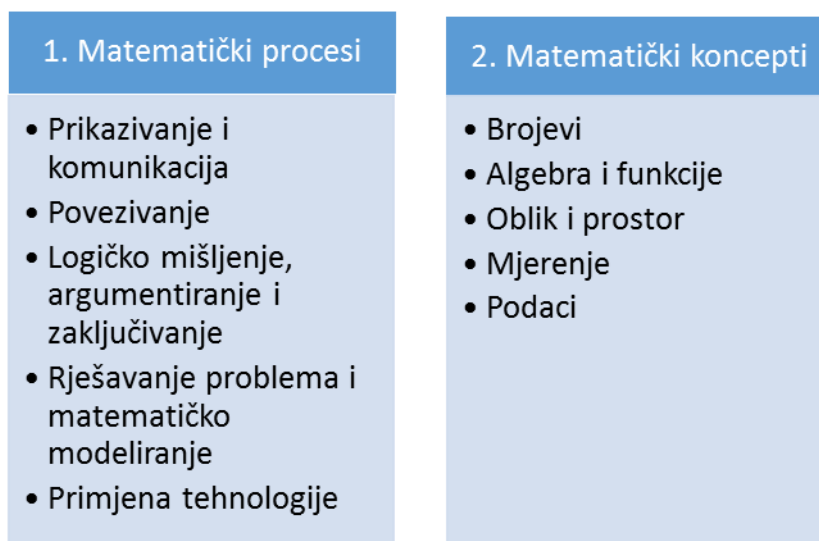 1. Matematički procesi
• Prikazivanje i
komunikacija
• Povezivanje
• Logičko mišljenje,
argumentiranje i
zaključivanje
• Rješavanje problema i
matematičko
modeliranje
• Primjena tehnologije
2. Matematički koncepti
• Brojevi
• Algebra i funkcije
• Oblik i prostor
• Mjerenje
• Podaci